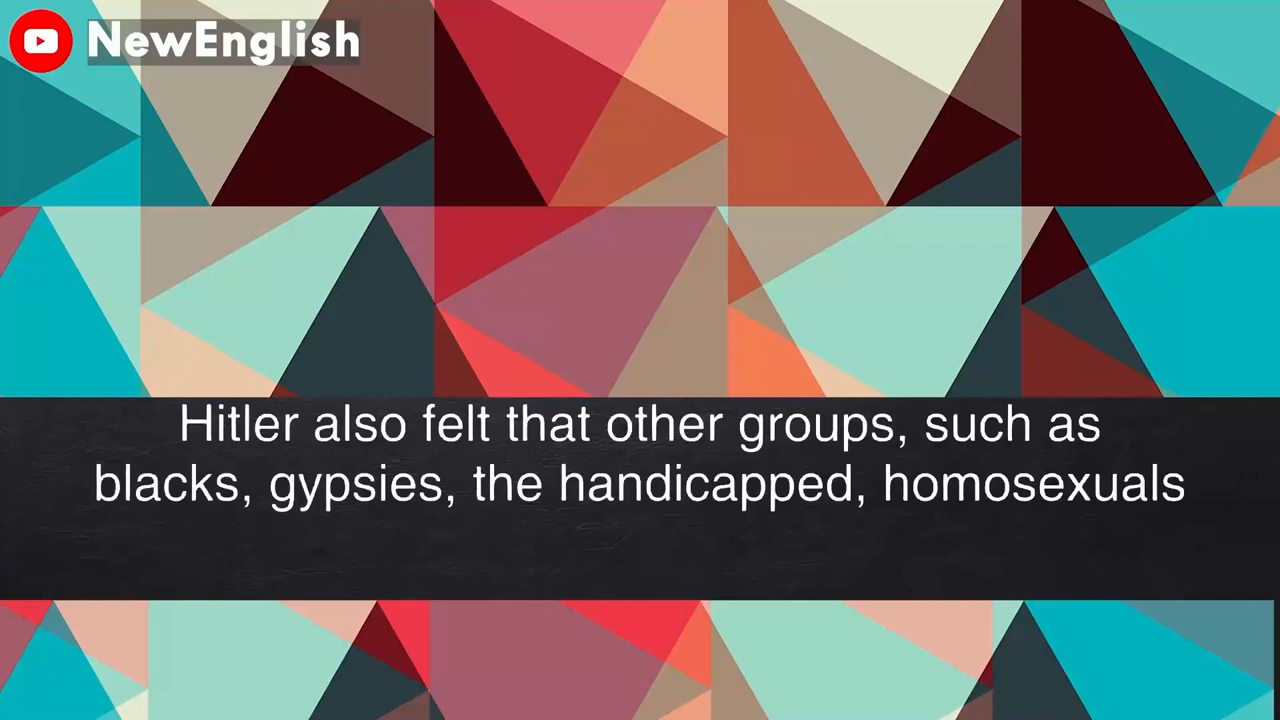 NewEnglish
Hitler also felt that other groups, such as
blacks, gypsies, the handicapped, homosexuals